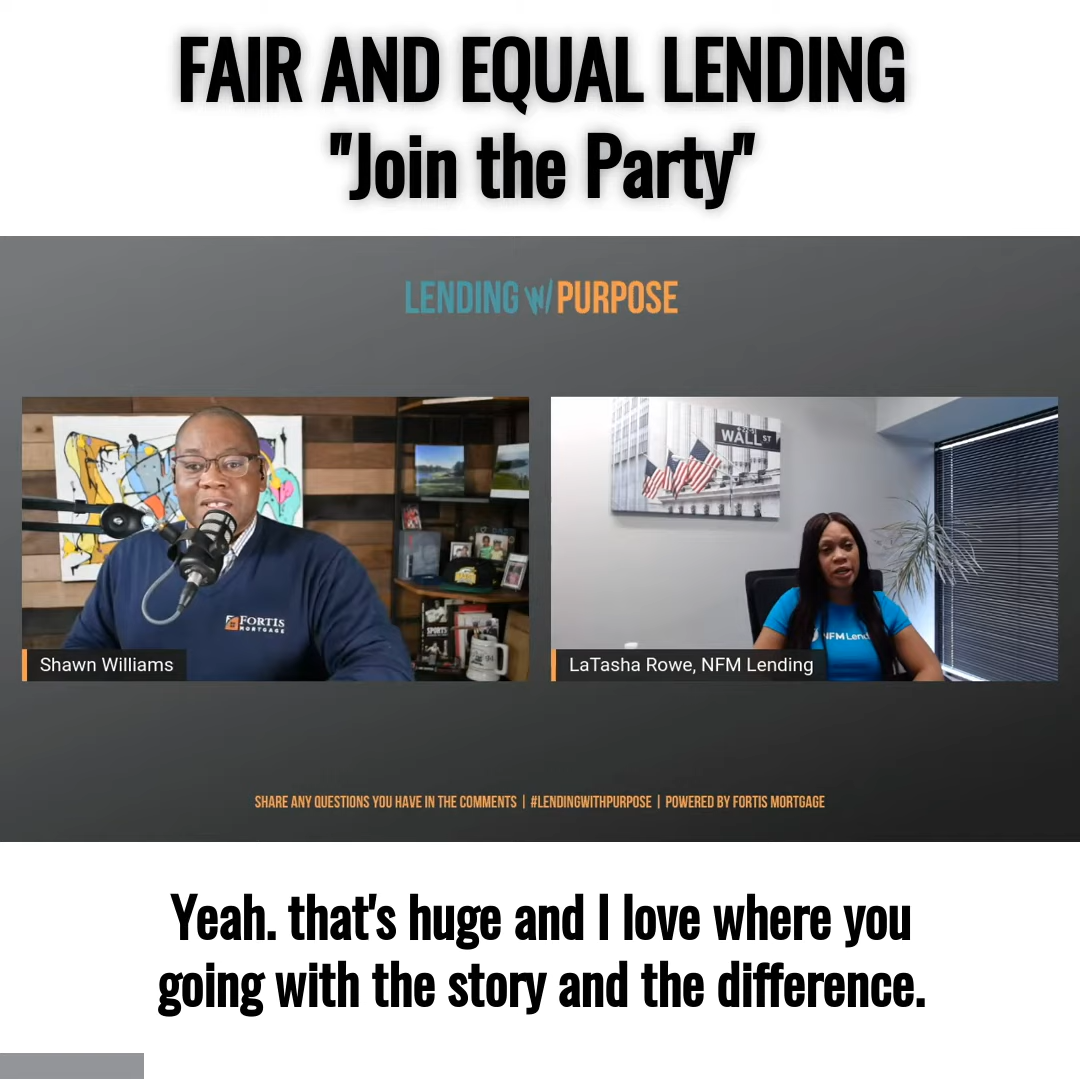 FAIR AND EQUAL LENDING
"Join the Party"
LENDING W/ PURPOSE
WALL ST
FORTIS
MORTGAGE
SPORTS
NFM Lend
Shawn Williams
LaTasha Rowe, NFM Lending
SHARE ANY QUESTIONS YOU HAVE IN THE COMMENTS | #LENDINGWITHPURPOSE | POWERED BY FORTIS MORTGAGE
Yeah. that's huge and I love where you
going with the story and the difference.